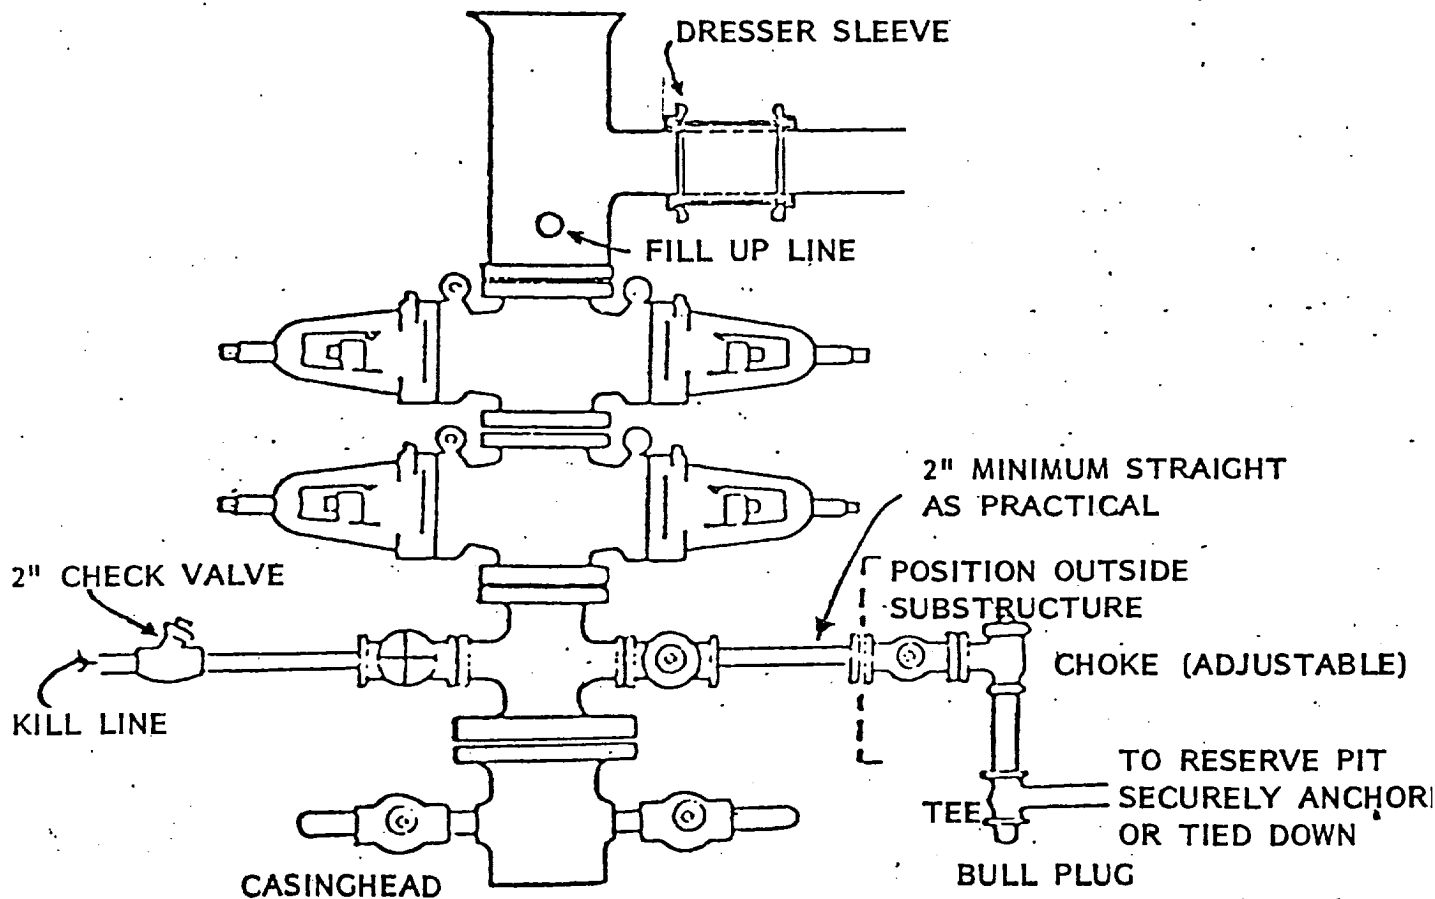 DRESSER SLEEVE
FILL UP LINE
2" MINIMUM STRAIGHT
AS PRACTICAL
2" CHECK VALVE
POSITION OUTSIDE
SUBSTRUCTURE
CHOKE (ADJUSTABLE)
KILL LINE
TO RESERVE PIT
TEE SECURELY ANCHOR
OR TIED DOWN
BULL PLUG
CASINGHEAD